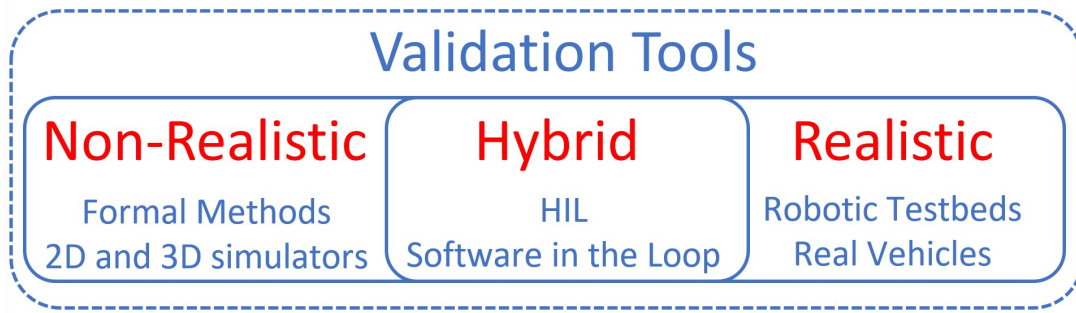 Validation Tools
Non-Realistic
Formal Methods
2D and 3D simulators
Hybrid
HIL
Software in the Loop
Realistic
Robotic Testbeds
Real Vehicles